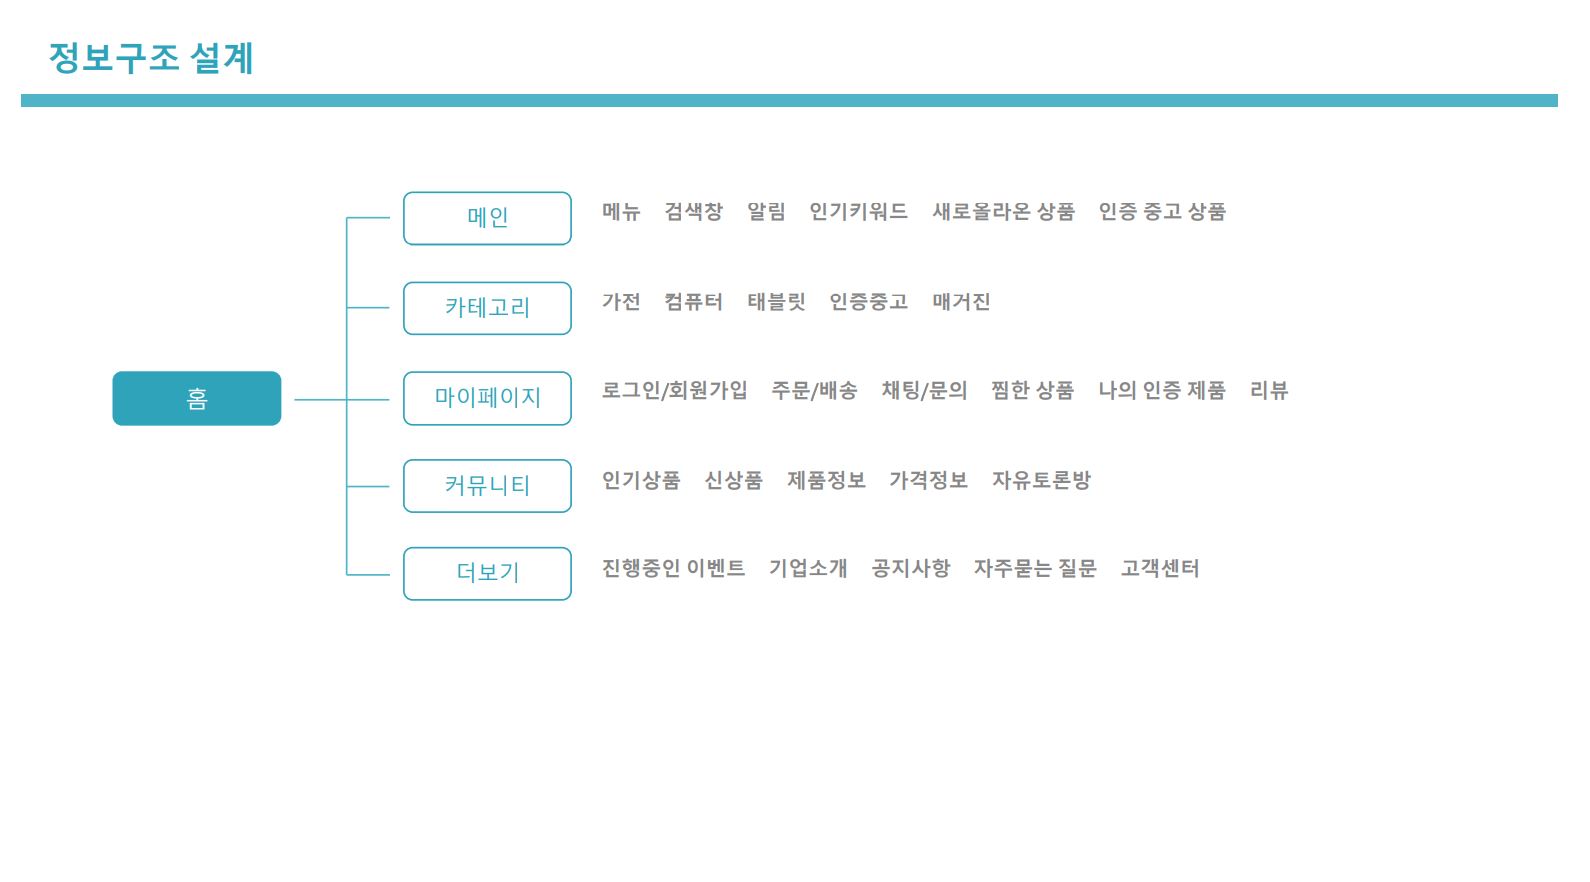 정보구조 설계
메인 메뉴 검색창 알림 인기키워드 새로올라온 상품 인증 중고 상품
카테고리 가전 컴퓨터 태블릿 인증중고 매거진
홈
마이페이지 로그인/회원가입 주문/배송 채팅/문의 찜한 상품 나의 인증 제품 리뷰
커뮤니티 인기상품 신상품 제품정보 가격정보 자유토론방
더보기 진행중인 이벤트 기업소개 공지사항 자주묻는 질문 고객센터